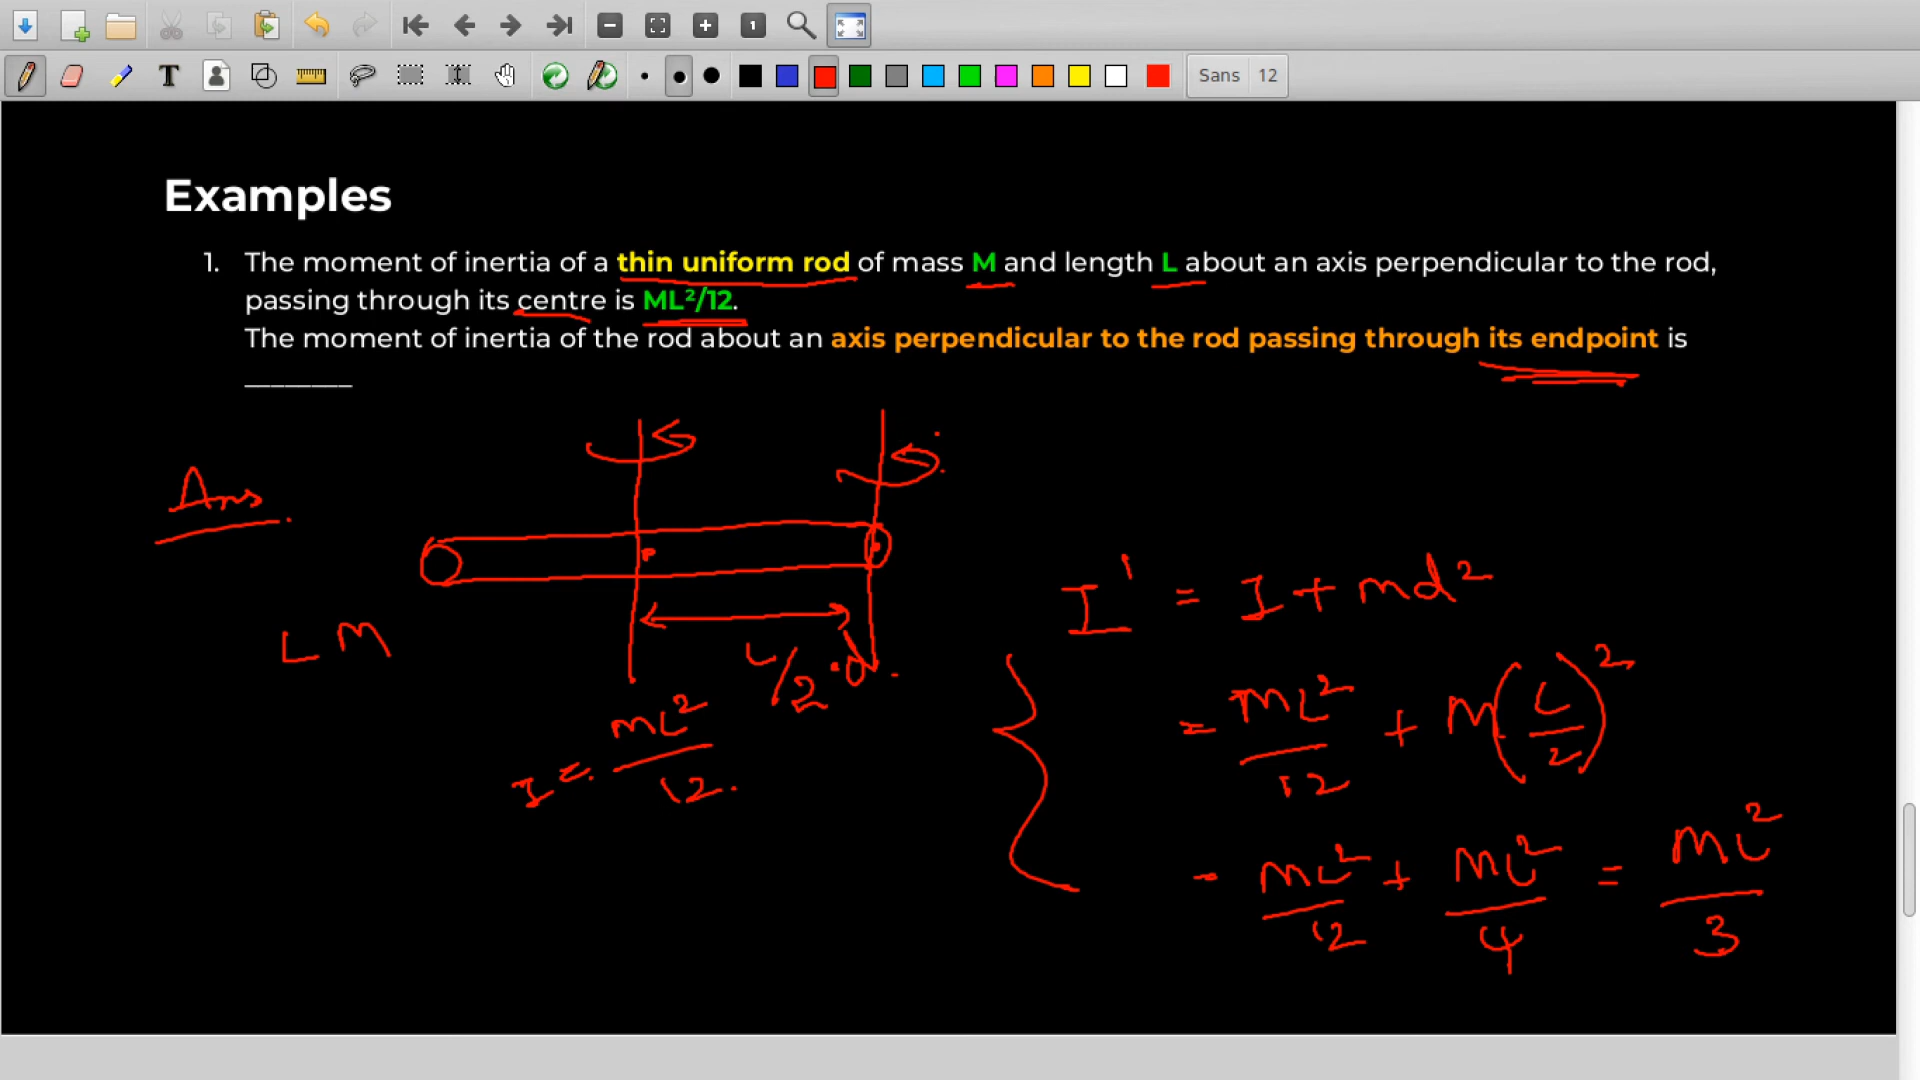 T 1 Sans 12
Examples
1. The moment of inertia of a thin uniform rod of mass M and length L about an axis perpendicular to the rod,
passing through its centre is ML²/12.
The moment of inertia of the rod about an axis perpendicular to the rod passing through its endpoint is
________
Ans
L M
L/2 d
I = ML²/12
I' = I + md²
= ML²/12 + M(L/2)²
= ML²/12 + ML²/4 = ML²/3